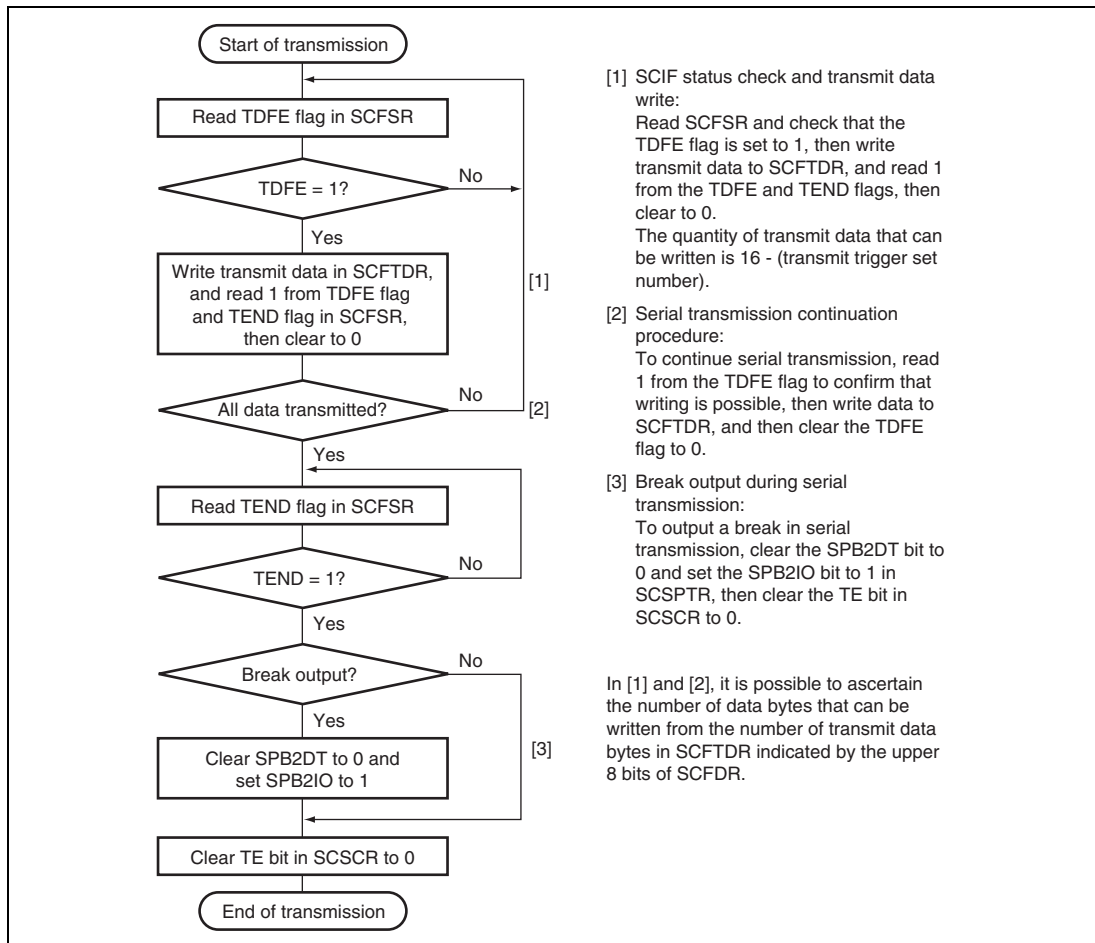 Start of transmission
Read TDFE flag in SCFSR
TDFE = 1?
No
Yes
Write transmit data in SCFTDR,
and read 1 from TDFE flag
and TEND flag in SCFSR,
then clear to 0
[1]
All data transmitted?
No
[2]
Yes
Read TEND flag in SCFSR
TEND = 1?
No
Yes
Break output?
No
Yes
Clear SPB2DT to 0 and
set SPB2IO to 1
[3]
Clear TE bit in SCSCR to 0
End of transmission
[1] SCIF status check and transmit data
write:
Read SCFSR and check that the
TDFE flag is set to 1, then write
transmit data to SCFTDR, and read 1
from the TDFE and TEND flags, then
clear to 0.
The quantity of transmit data that can
be written is 16 - (transmit trigger set
number).
[2] Serial transmission continuation
procedure:
To continue serial transmission, read
1 from the TDFE flag to confirm that
writing is possible, then write data to
SCFTDR, and then clear the TDFE
flag to 0.
[3] Break output during serial
transmission:
To output a break in serial
transmission, clear the SPB2DT bit to
0 and set the SPB2IO bit to 1 in
SCSPTR, then clear the TE bit in
SCSCR to 0.
In [1] and [2], it is possible to ascertain
the number of data bytes that can be
written from the number of transmit data
bytes in SCFTDR indicated by the upper
8 bits of SCFDR.